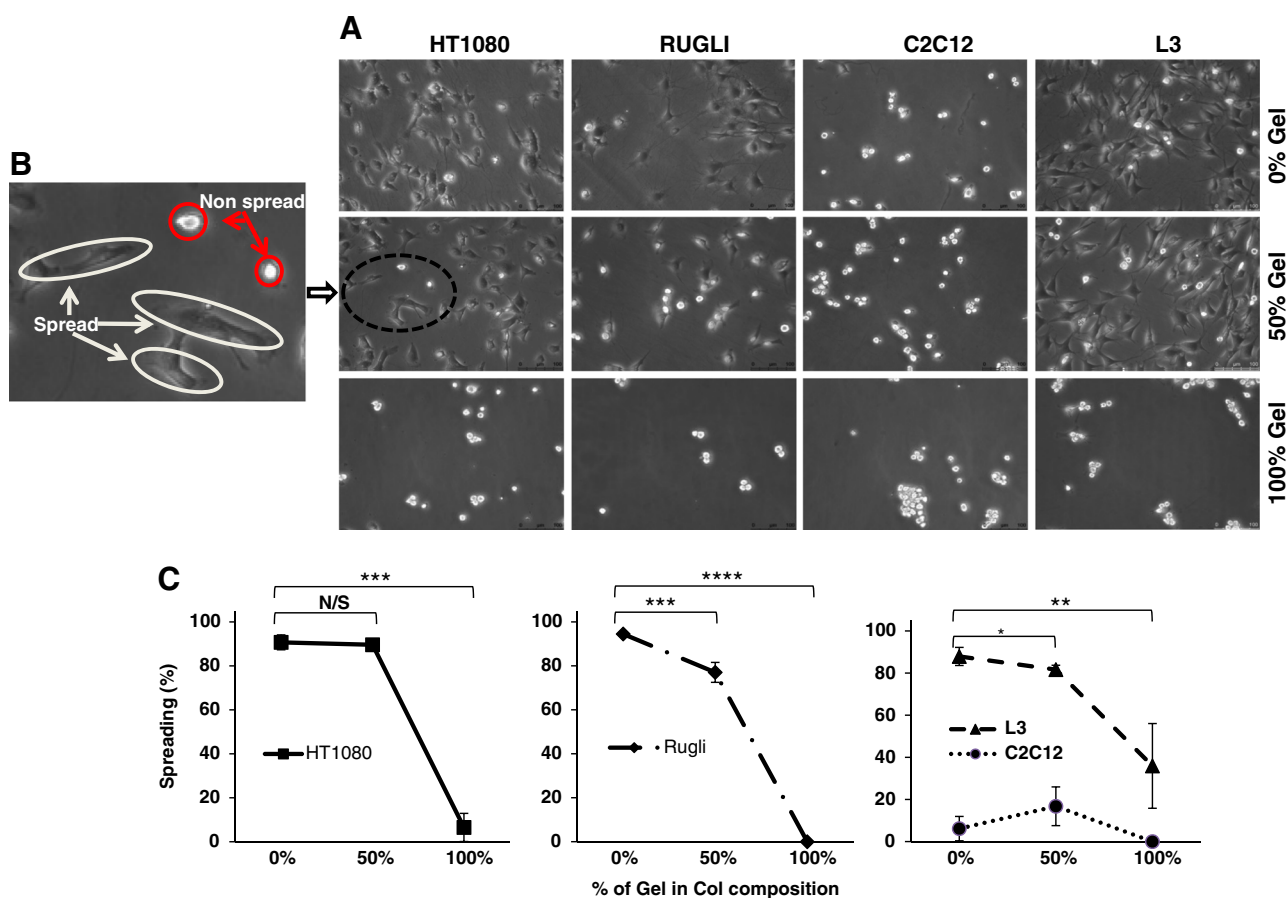 A
HT1080 RUGLI C2C12 L3
0% Gel
50% Gel
100% Gel
B
Non spread
Spread
C
*** 
N/S
100
80
60
40
20
0
Spreading (%)
HT1080
0% 50% 100%
****
***
100
80
60
40
20
0
Rugli
0% 50% 100%
**
*
100
80
60
40
20
0
L3
C2C12
0% 50% 100%
% of Gel in Col composition